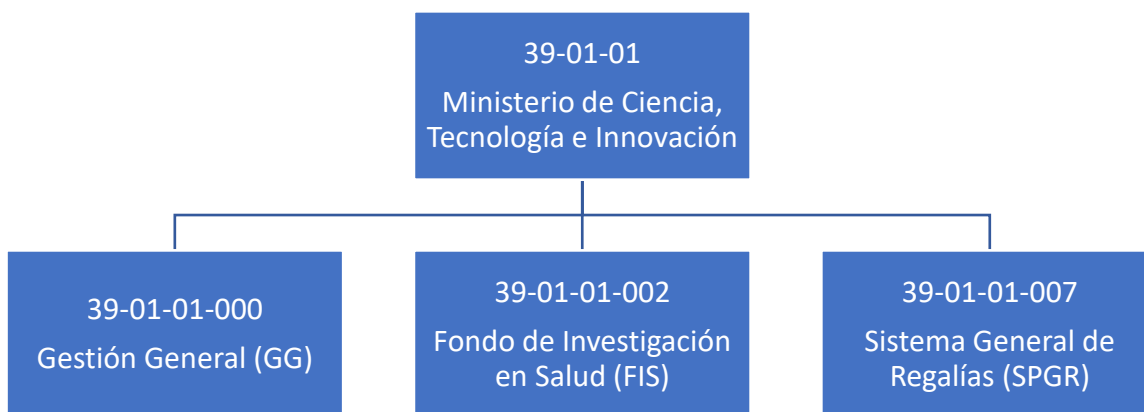 39-01-01
Ministerio de Ciencia,
Tecnología e Innovación
39-01-01-000
Gestión General (GG)
39-01-01-002
Fondo de Investigación
en Salud (FIS)
39-01-01-007
Sistema General de
Regalías (SPGR)